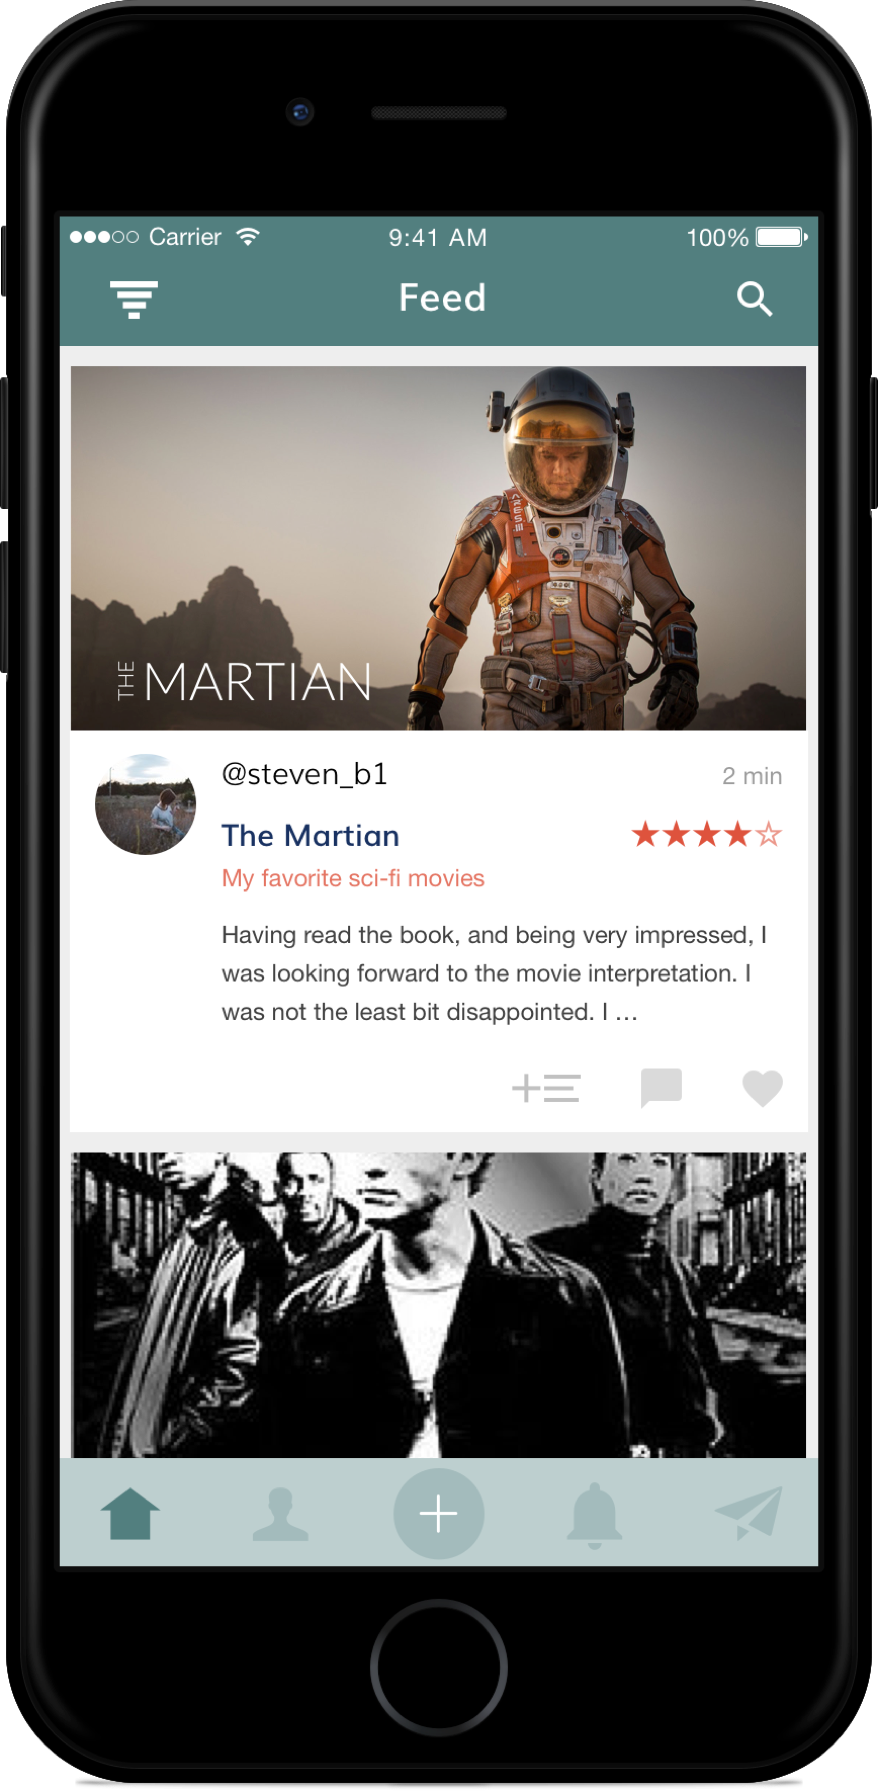 Carrier 9:41 AM 100%
Feed
ARES III
THE MARTIAN
@steven_b1 2 min
The Martian
My favorite sci-fi movies
Having read the book, and being very impressed, I
was looking forward to the movie interpretation. I
was not the least bit disappointed. I ...